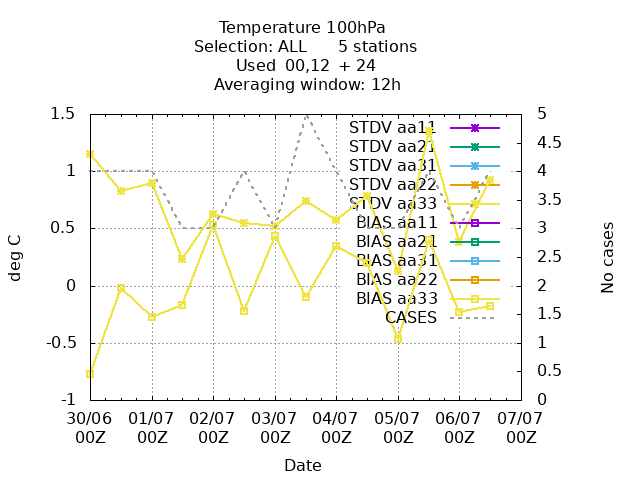 Temperature 100hPa
Selection: ALL 5 stations
Used 00,12 + 24
Averaging window: 12h
1.5
1
0.5
0
-0.5
-1
deg C
5
4.5
4
3.5
3
2.5
2
1.5
1
0.5
0
No cases
STDV aa11
STDV aa21
STDV aa31
STDV aa22
STDV aa33
BIAS aa11
BIAS aa21
BIAS aa31
BIAS aa22
BIAS aa33
CASES
30/06 01/07 02/07 03/07 04/07 05/07 06/07 07/07
00Z 00Z 00Z 00Z 00Z 00Z 00Z 00Z
Date